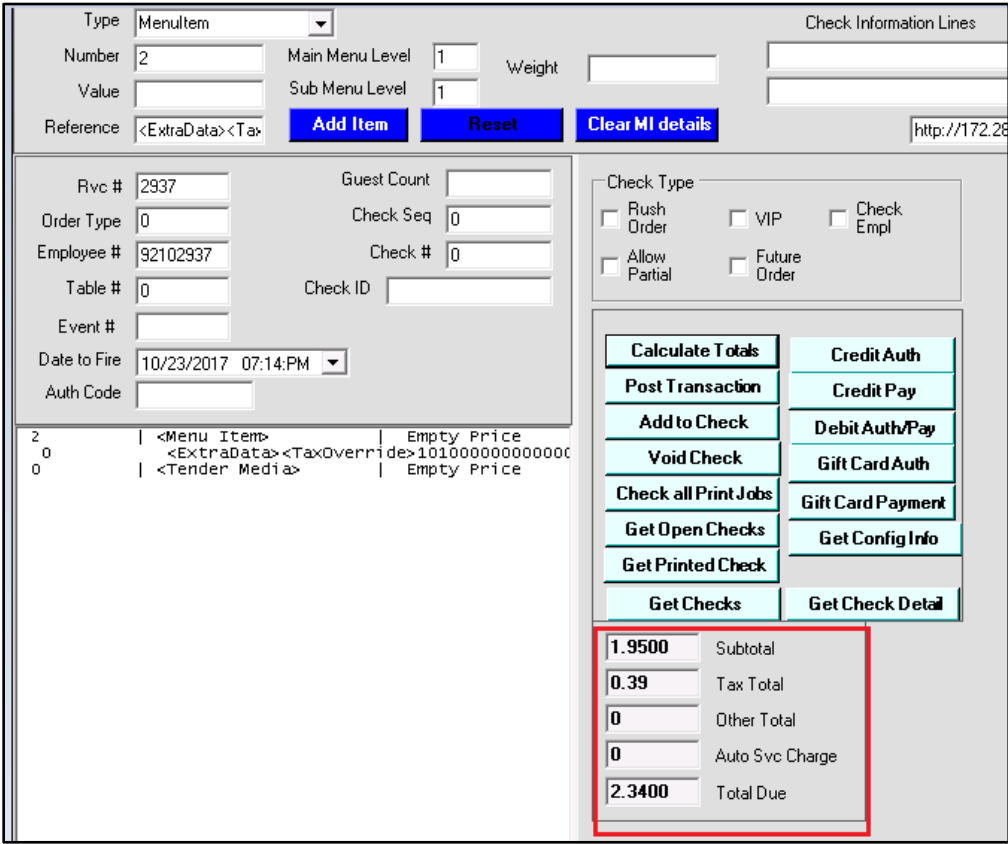 Type MenuItem
Check Information Lines
Number 2 Main Menu Level 1 Weight
Value Sub Menu Level 1
Reference <ExtraData><Tax Add Item Reset Clear MI details http://172.28
Rvc # 2937 Guest Count
Order Type 0 Check Seq 0
Employee # 92102937 Check # 0
Table # 0 Check ID
Event #
Date to Fire 10/23/2017 07:14:PM
Auth Code
Check Type
Rush Order VIP Check Empl
Allow Partial Future Order
2 | <Menu Item> | Empty Price
0 <ExtraData><TaxOverride>1010000000000000
0 | <Tender Media> | Empty Price
Calculate Totals Credit Auth
Post Transaction Credit Pay
Add to Check Debit Auth/Pay
Void Check Gift Card Auth
Check all Print Jobs Gift Card Payment
Get Open Checks Get Config Info
Get Printed Check
Get Checks Get Check Detail
1.9500 Subtotal
0.39 Tax Total
0 Other Total
0 Auto Svc Charge
2.3400 Total Due